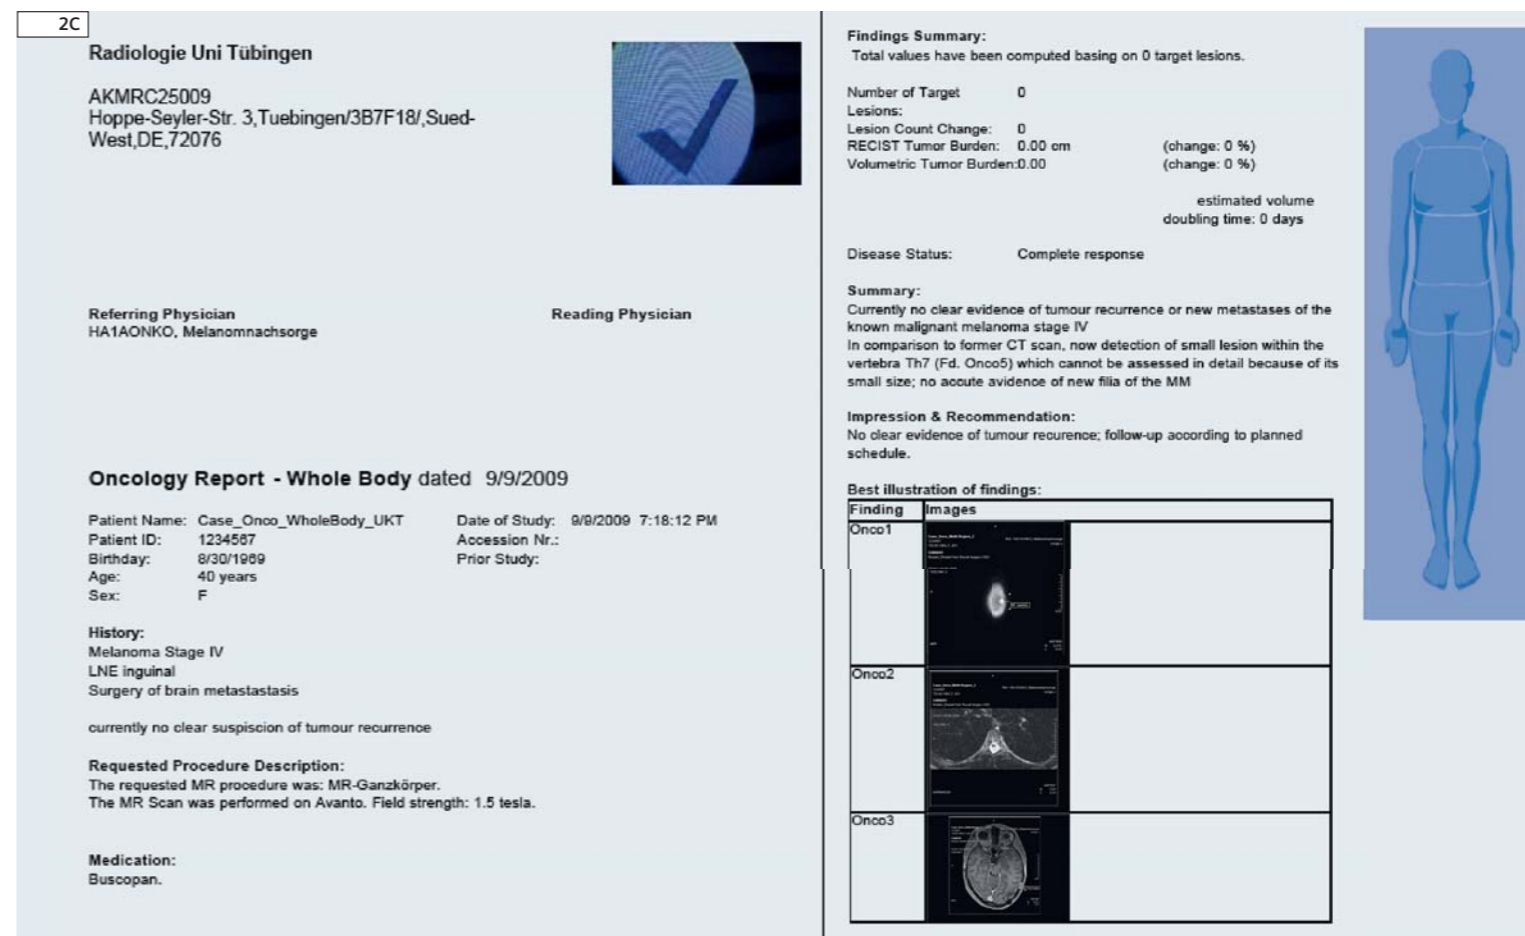 2C
Radiologie Uni Tübingen
AKMRC25009
Hoppe-Seyler-Str. 3,Tuebingen/3B7F18/,Sued-
West,DE,72076
Referring Physician
HA1AONKO, Melanomnachsorge
Reading Physician
Oncology Report - Whole Body dated 9/9/2009
Patient Name: Case_Onco_WholeBody_UKT
Patient ID: 1234567
Birthday: 8/30/1969
Age: 40 years
Sex: F
Date of Study: 9/9/2009 7:18:12 PM
Accession Nr.:
Prior Study:
History:
Melanoma Stage IV
LNE inguinal
Surgery of brain metastastasis
currently no clear suspiscion of tumour recurrence
Requested Procedure Description:
The requested MR procedure was: MR-Ganzkörper.
The MR Scan was performed on Avanto. Field strength: 1.5 tesla.
Medication:
Buscopan.
Findings Summary:
Total values have been computed basing on 0 target lesions.
Number of Target 0
Lesions:
Lesion Count Change: 0
RECIST Tumor Burden: 0.00 cm (change: 0 %)
Volumetric Tumor Burden:0.00 (change: 0 %)
estimated volume
doubling time: 0 days
Disease Status: Complete response
Summary:
Currently no clear evidence of tumour recurrence or new metastases of the
known malignant melanoma stage IV
In comparison to former CT scan, now detection of small lesion within the
vertebra Th7 (Fd. Onco5) which cannot be assessed in detail because of its
small size; no accute avidence of new filia of the MM
Impression & Recommendation:
No clear evidence of tumour recurence; follow-up according to planned
schedule.
Best illustration of findings:
Finding Images
Onco1
Onco2
Onco3